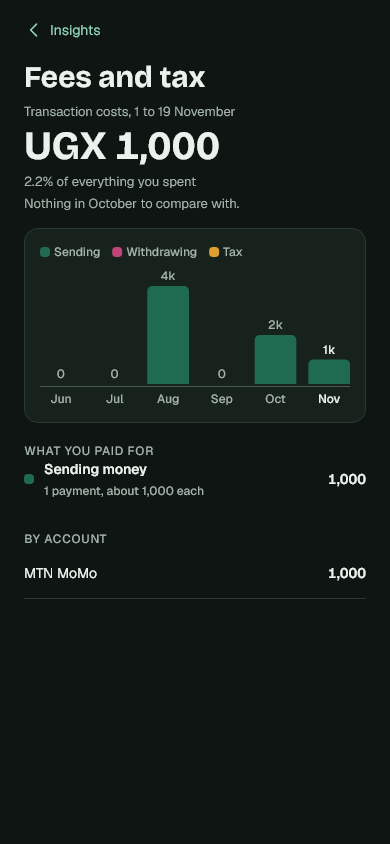 Insights
Fees and tax
Transaction costs, 1 to 19 November
UGX 1,000
2.2% of everything you spent
Nothing in October to compare with.
Sending Withdrawing Tax
0 0 4k 0 2k 1k
Jun Jul Aug Sep Oct Nov
WHAT YOU PAID FOR
Sending money 1,000
1 payment, about 1,000 each
BY ACCOUNT
MTN MoMo 1,000